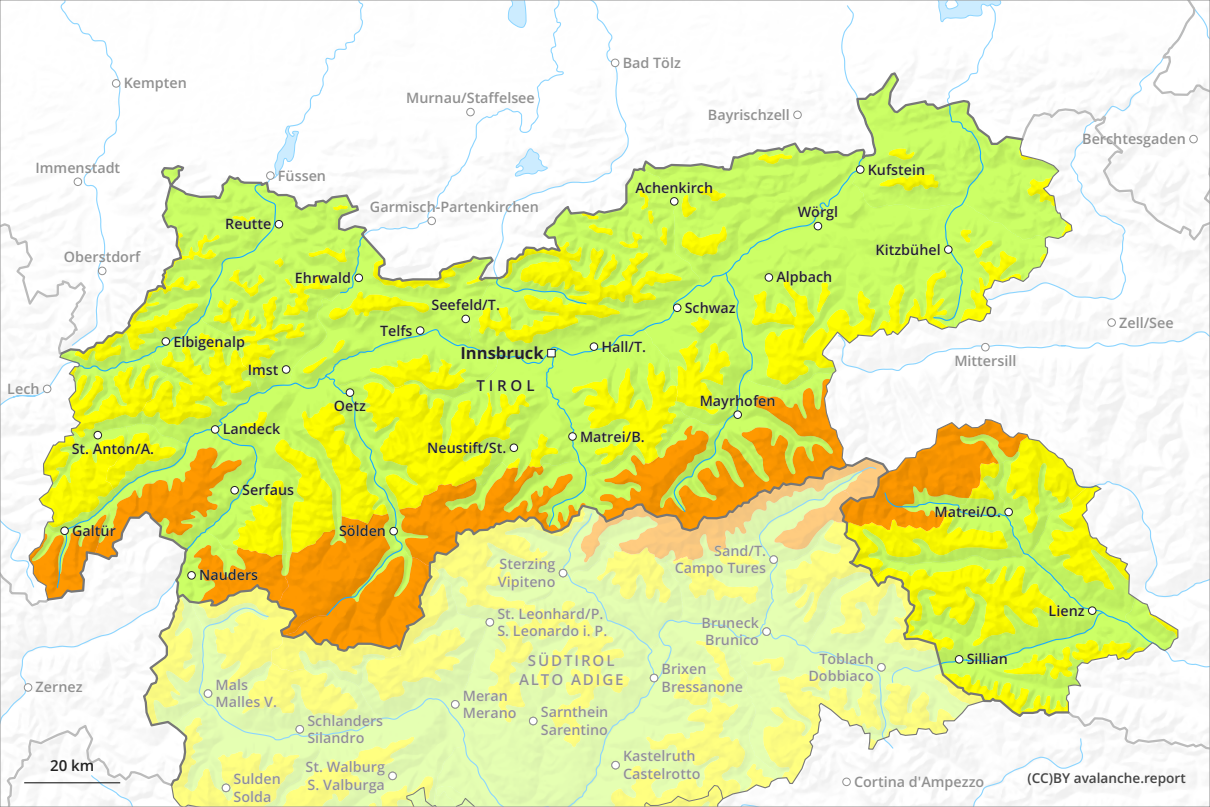 Kempten
Bad Tölz
Murnau/Staffelsee
Bayrischzell
Berchtesgaden
Immenstadt
Füssen
Kufstein
Achenkirch
Garmisch-Partenkirchen
Wörgl
Reutte
Kitzbühel
Oberstdorf
Ehrwald
Alpbach
Seefeld/T.
Schwaz
Telfs
Zell/See
Elbigenalp
Innsbruck
Hall/T.
Mittersill
Imst
TIROL
Lech
Oetz
Mayrhofen
Landeck
Matrei/B.
St. Anton/A.
Neustift/St.
Serfaus
Matrei/O.
Galtür
Sölden
Sand/T.
Campo Tures
Sterzing
Vipiteno
Nauders
St. Leonhard/P.
S. Leonardo i. P.
Lienz
Bruneck
Brunico
SÜDTIROL
ALTO ADIGE
Toblach
Dobbiaco
Sillian
Brixen
Bressanone
Zernez
Mals
Malles V.
Meran
Merano
Sarnthein
Sarentino
Schlanders
Silandro
Kastelruth
Castelrotto
St. Walburg
S. Valburga
Sulden
Solda
Cortina d'Ampezzo
20 km
(CC)BY avalanche.report